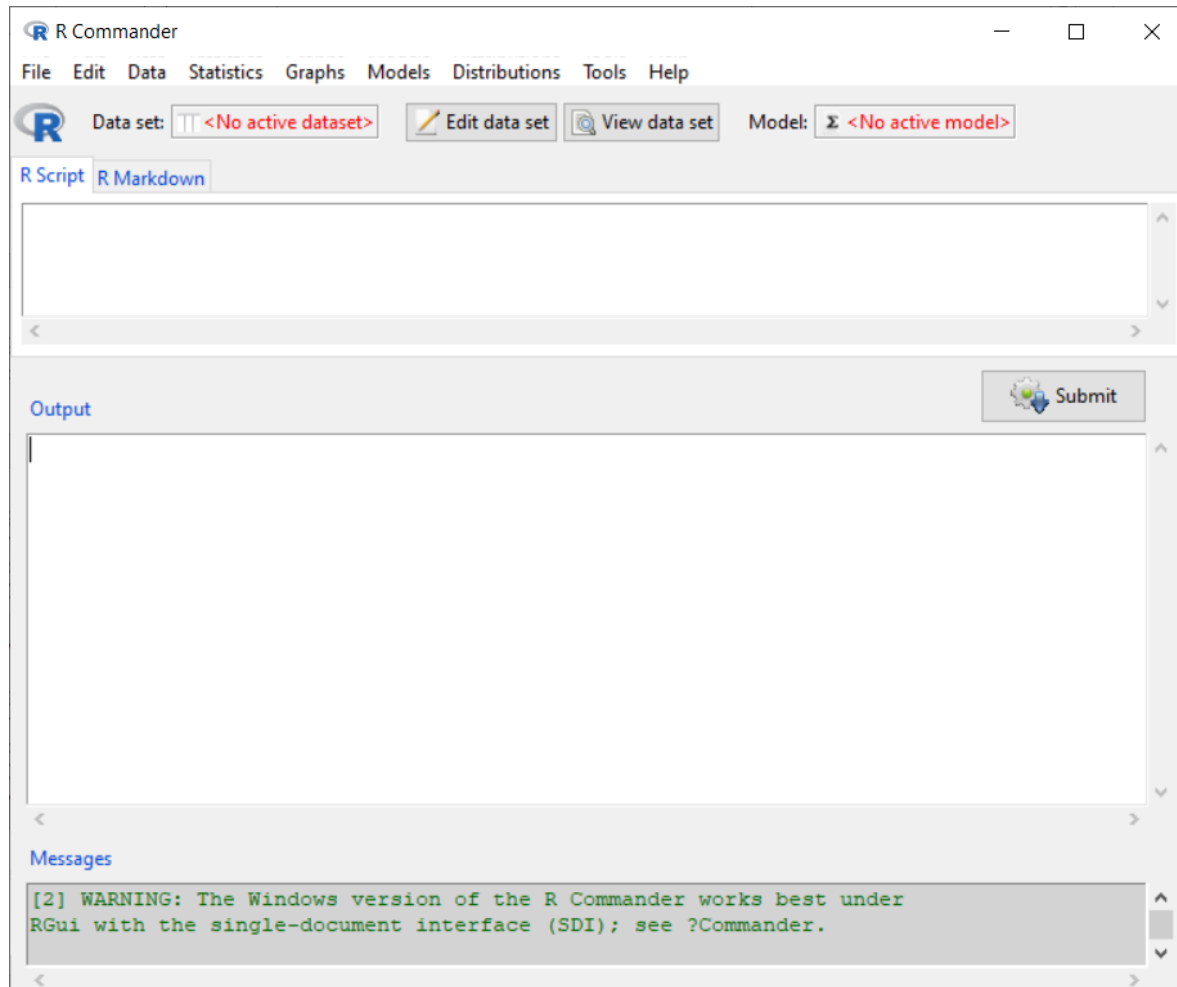 R Commander
File Edit Data Statistics Graphs Models Distributions Tools Help
R Data set: <No active dataset> Edit data set View data set Model: Σ <No active model>
R Script R Markdown
Submit
Output
Messages
[2] WARNING: The Windows version of the R Commander works best under
RGui with the single-document interface (SDI); see ?Commander.